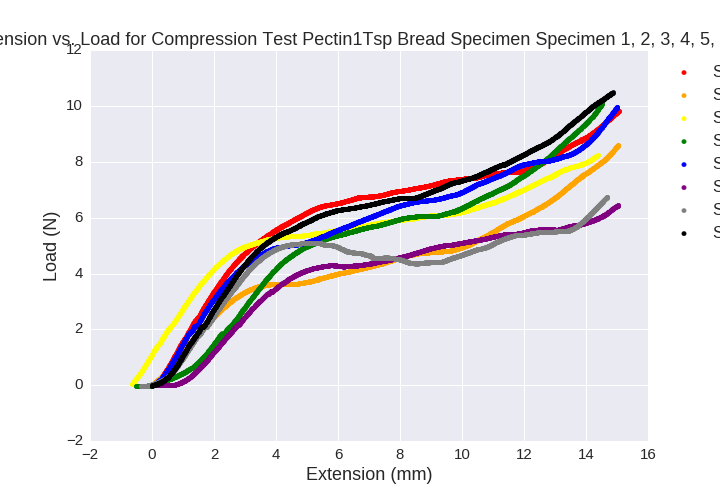 vs. Load for Compression Test Pectin1Tsp Bread Specimen Specimen 1, 2, 3, 4, 5,
12
10
8
6
4
2
0
−2
Load (N)
−2 0 2 4 6 8 10 12 14 16
Extension (mm)
S
S
S
S
S
S
S
S